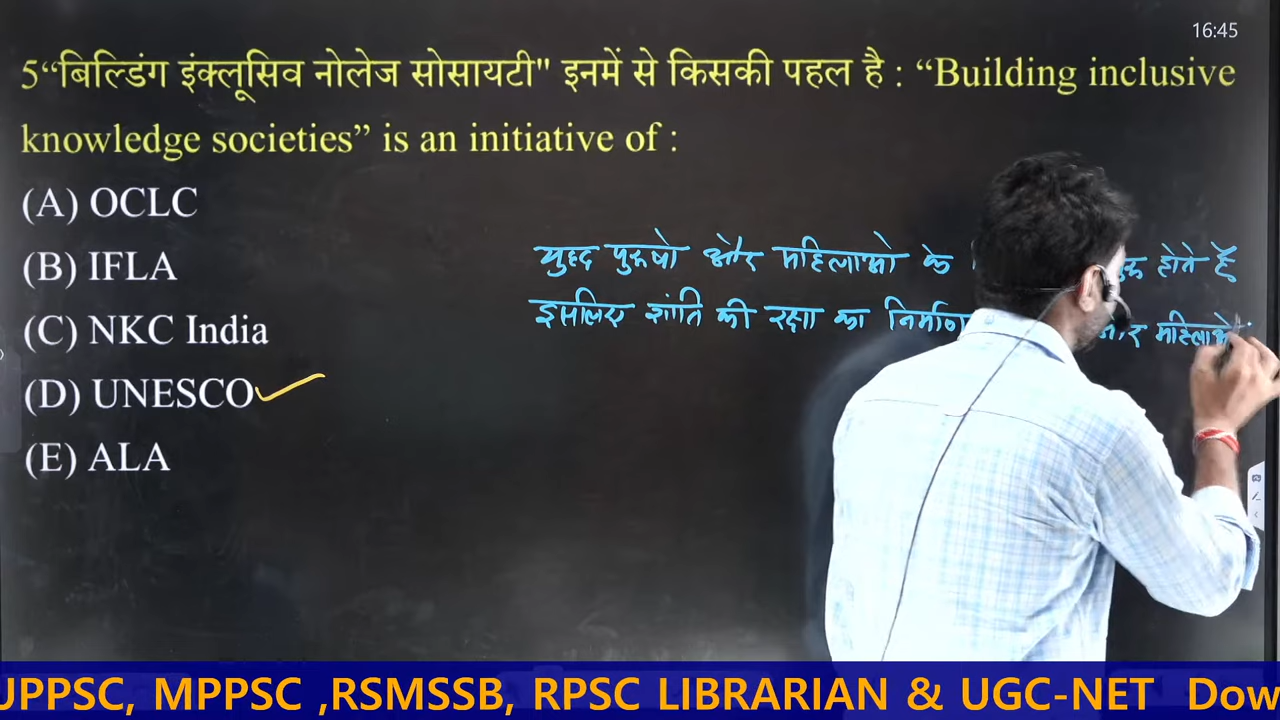 16:45
5“बिल्डिंग इंक्लूसिव नोलेज सोसायटी" इनमें से किसकी पहल है : “Building inclusive
knowledge societies” is an initiative of :
(A) OCLC
(B) IFLA
(C) NKC India
(D) UNESCO
(E) ALA
युद्ध पुरुषो और महिलाओ के होते हैं
इसलिए शांति की रक्षा का निर्माण महिलाओ
JPPSC, MPPSC ,RSMSSB, RPSC LIBRARIAN & UGC-NET Dow